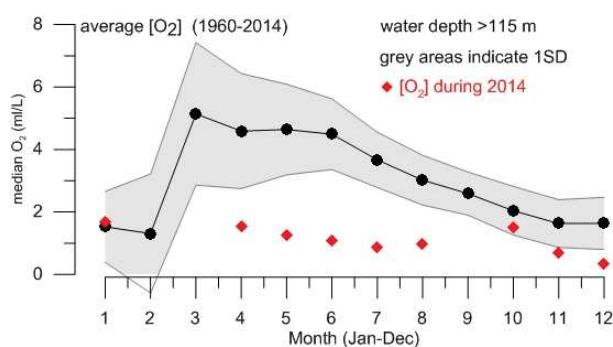 average [O2] (1960-2014)
water depth >115 m
grey areas indicate 1SD
[O2] during 2014
median O2 (ml/L)
8
6
4
2
0
1 2 3 4 5 6 7 8 9 10 11 12
Month (Jan-Dec)